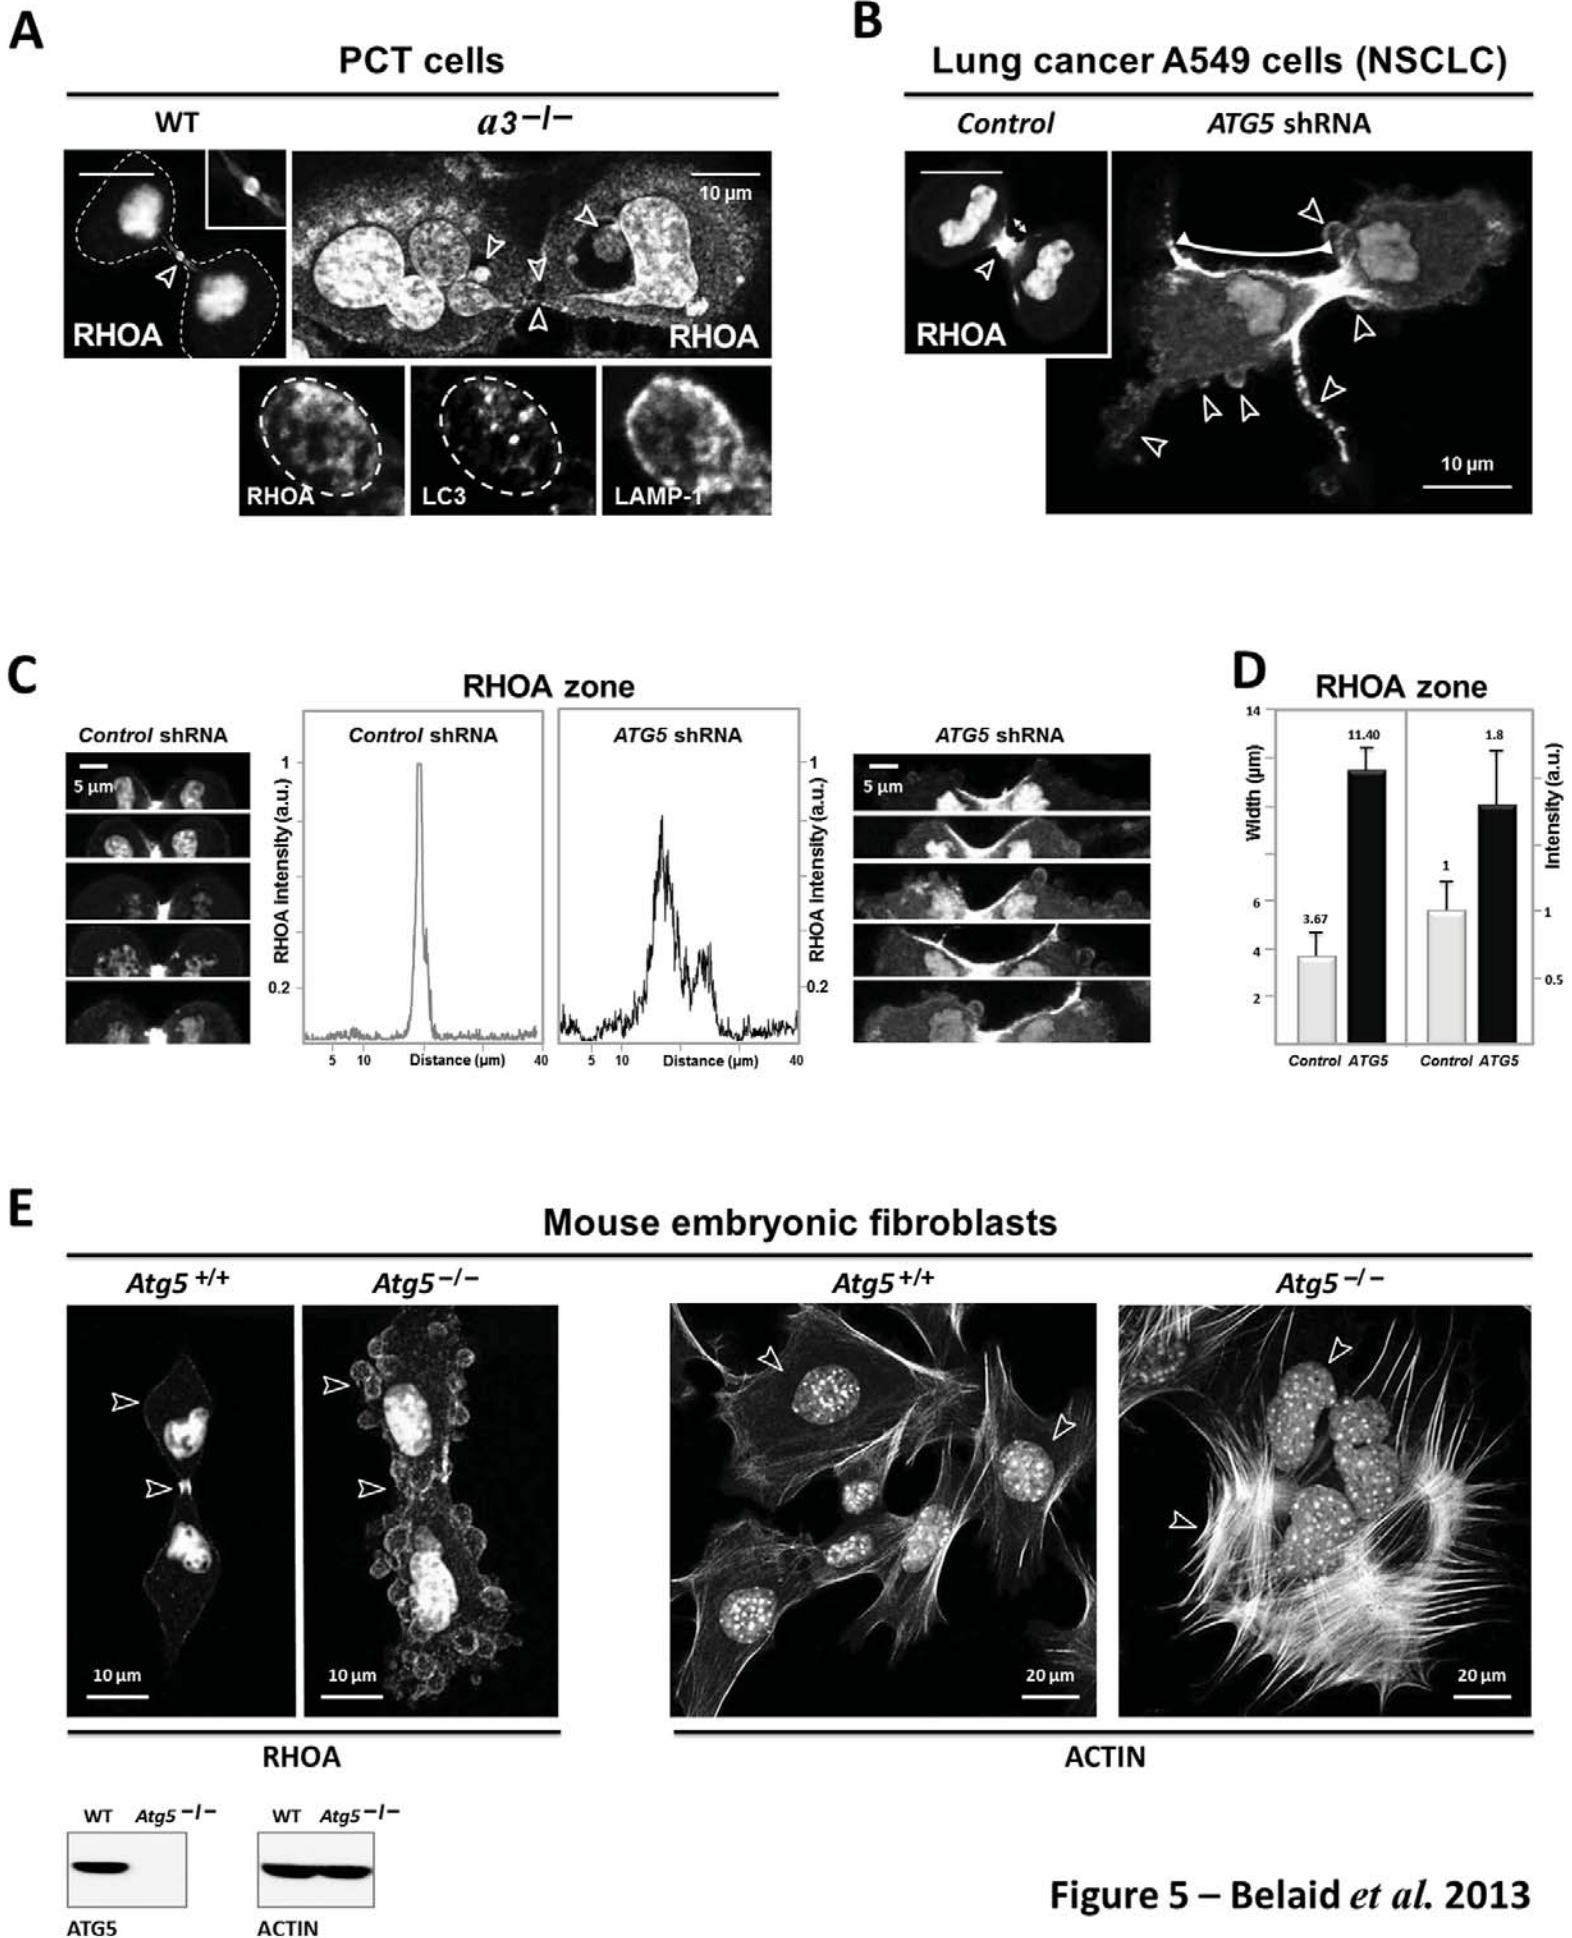 A
PCT cells
WT
a3–/–
RHOA
10 µm
RHOA
RHOA
LC3
LAMP-1
B
Lung cancer A549 cells (NSCLC)
Control
ATG5 shRNA
RHOA
10 µm
C
RHOA zone
Control shRNA
5 µm
Control shRNA
ATG5 shRNA
1
0.2
RHOA intensity (a.u.)
5 10 Distance (µm) 40
1
0.2
RHOA intensity (a.u.)
5 10 Distance (µm) 40
ATG5 shRNA
5 µm
D
RHOA zone
14
6
4
2
Width (µm)
3.67
11.40
1
1.8
1
0.5
Intensity (a.u.)
Control ATG5
Control ATG5
E
Mouse embryonic fibroblasts
Atg5 +/+
Atg5 –/–
Atg5 +/+
Atg5 –/–
10 µm
10 µm
20 µm
20 µm
RHOA
ACTIN
WT Atg5 –/–
WT Atg5 –/–
ATG5
ACTIN
Figure 5 – Belaid et al. 2013